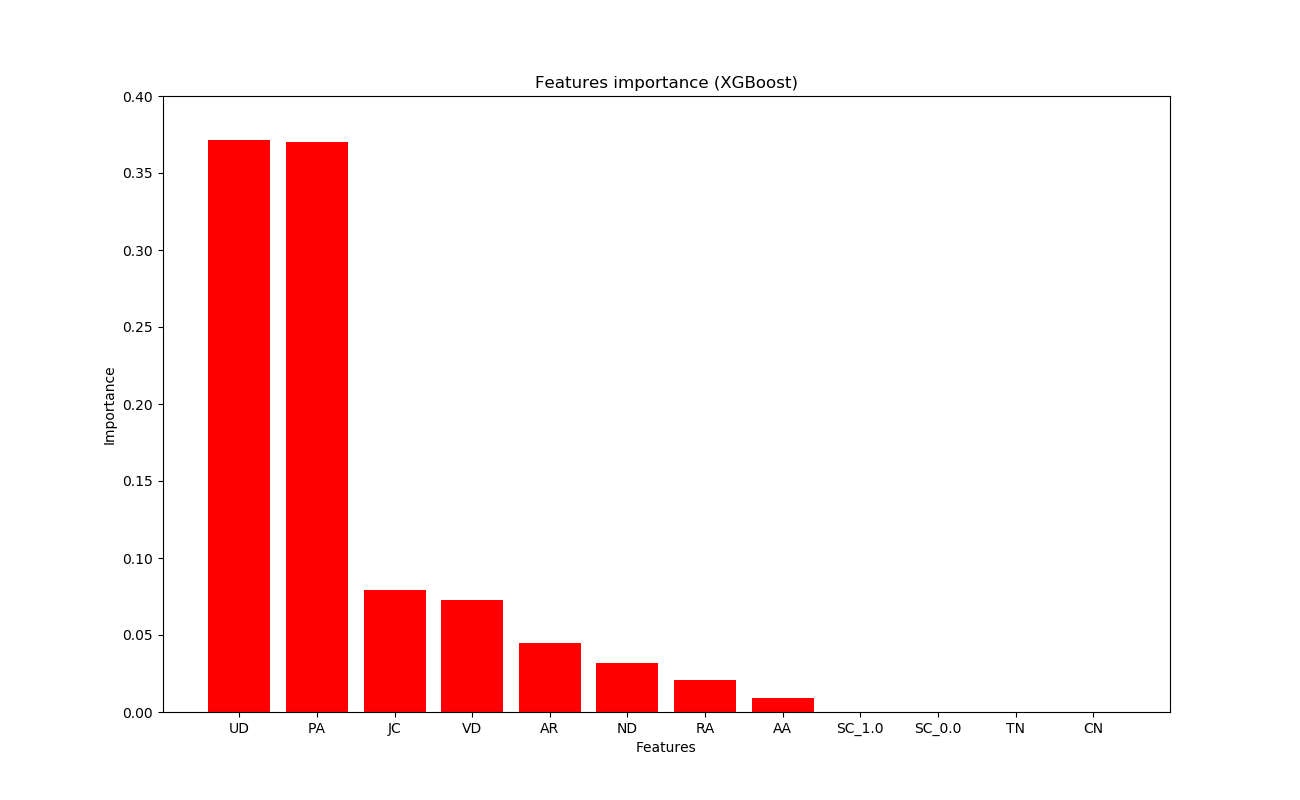 Features importance (XGBoost)
0.40
0.35
0.30
0.25
0.20
0.15
0.10
0.05
0.00
Importance
UD PA JC VD AR ND RA AA SC_1.0 SC_0.0 TN CN
Features